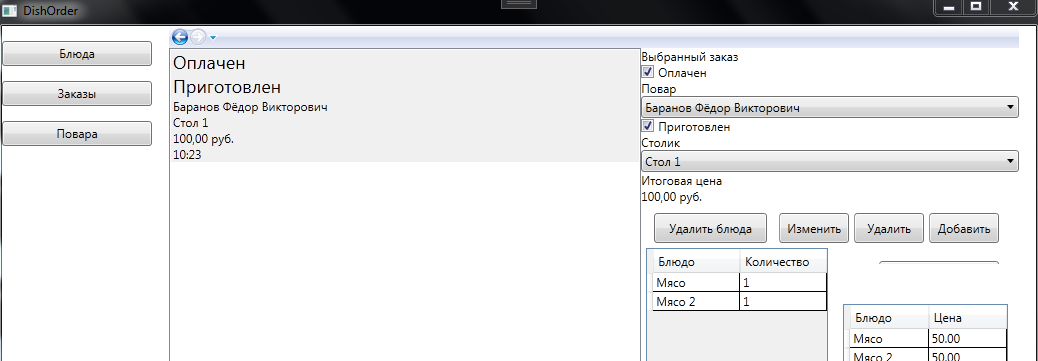 DishOrder
Блюда
Заказы
Повара
Оплачен
Приготовлен
Баранов Фёдор Викторович
Стол 1
100,00 руб.
10:23
Выбранный заказ
Оплачен
Повар
Баранов Фёдор Викторович
Приготовлен
Столик
Стол 1
Итоговая цена
100,00 руб.
Удалить блюда Изменить Удалить Добавить
Блюдо Количество
Мясо 1
Мясо 2 1
Блюдо Цена
Мясо 50.00
Мясо 2 50.00